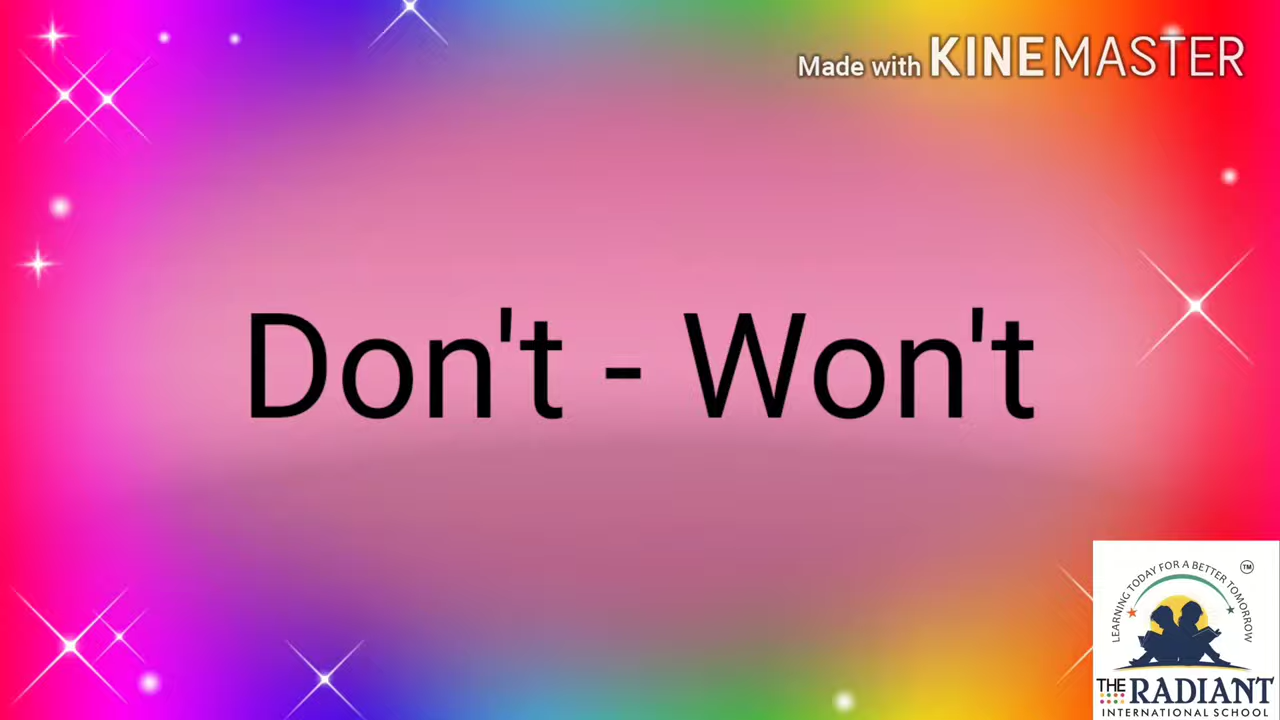 Made with KINEMASTER
Don't - Won't
LEARNING TODAY FOR A BETTER TOMORROW
TM
THE RADIANT
INTERNATIONAL SCHOOL